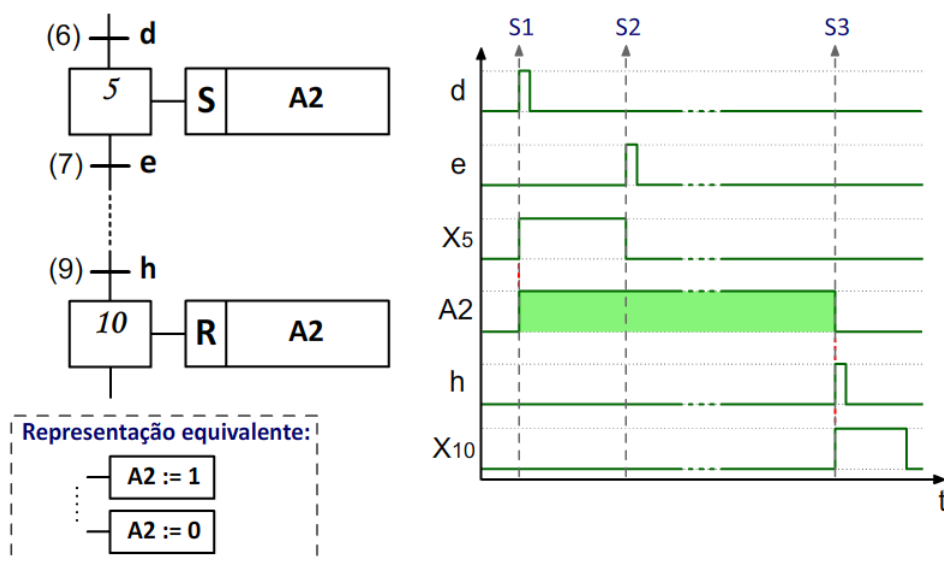 (6) d
5 S A2
(7) e
(9) h
10 R A2
Representação equivalente:
A2 := 1
A2 := 0
S1 S2 S3
d
e
X5
A2
h
X10
t